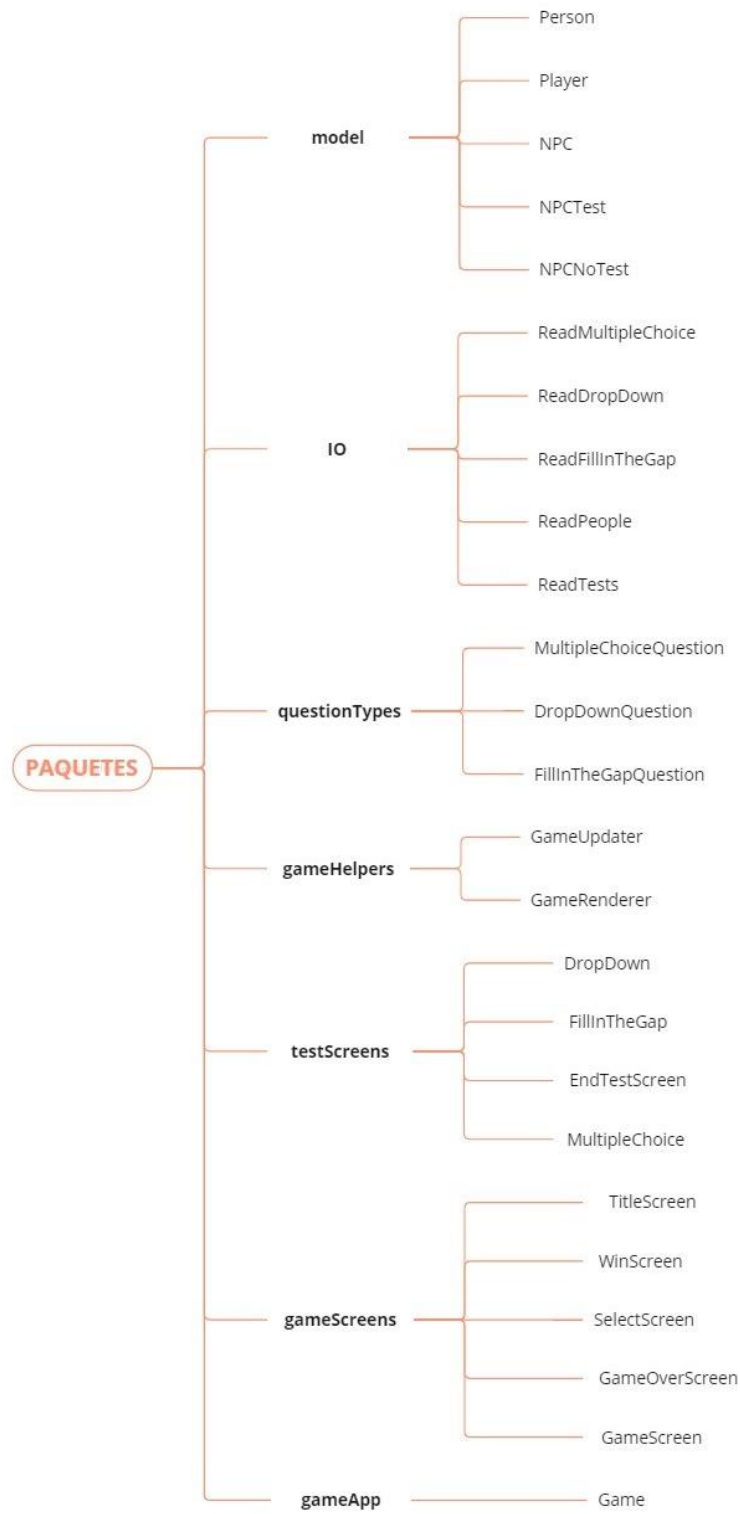 PAQUETES
model
Person
Player
NPC
NPCTest
NPCNoTest
IO
ReadMultipleChoice
ReadDropDown
ReadFillInTheGap
ReadPeople
ReadTests
questionTypes
MultipleChoiceQuestion
DropDownQuestion
FillInTheGapQuestion
gameHelpers
GameUpdater
GameRenderer
testScreens
DropDown
FillInTheGap
EndTestScreen
MultipleChoice
gameScreens
TitleScreen
WinScreen
SelectScreen
GameOverScreen
GameScreen
gameApp
Game